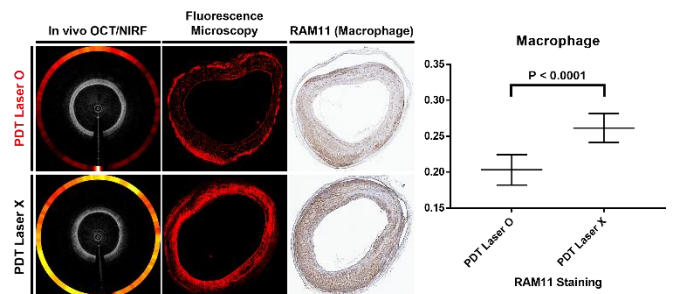 In vivo OCT/NIRF
Fluorescence
Microscopy
RAM11 (Macrophage)
PDT Laser O
PDT Laser X
Macrophage
P < 0.0001
0.35
0.30
0.25
0.20
0.15
PDT Laser O
PDT Laser X
RAM11 Staining